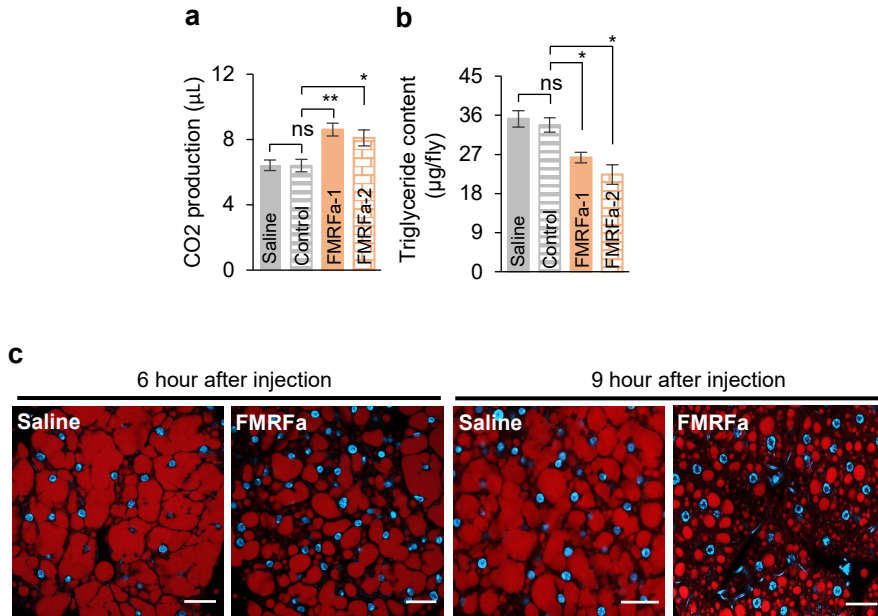 a
CO2 production (µL)
12
8
4
0
ns
**
*
Saline
Control
FMRFa-1
FMRFa-2
b
Triglyceride content
(µg/fly)
45
36
27
18
9
0
ns
*
*
Saline
Control
FMRFa-1
FMRFa-2
c
6 hour after injection
9 hour after injection
Saline
FMRFa
Saline
FMRFa